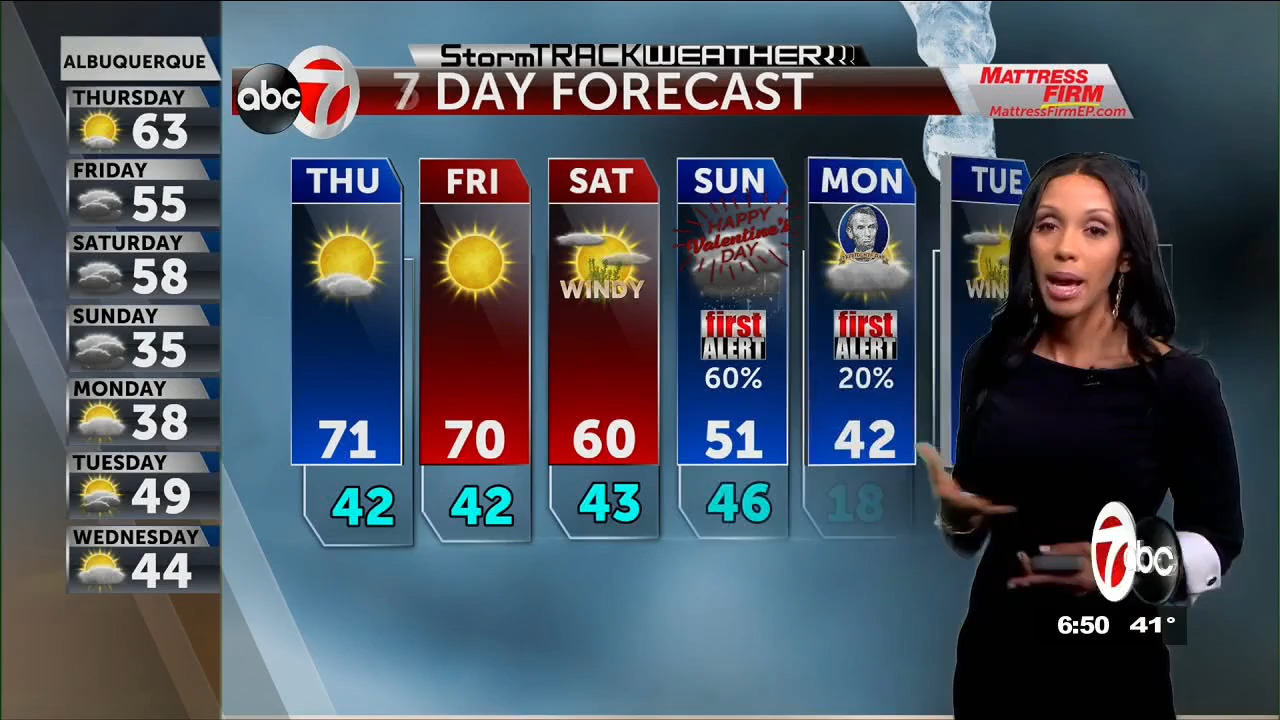 ALBUQUERQUE
THURSDAY
63
FRIDAY
55
SATURDAY
58
SUNDAY
35
MONDAY
38
TUESDAY
49
WEDNESDAY
44
StormTRACKWEATHER
abc 7
7 DAY FORECAST
MATTRESS
FIRM
MattressFirmEP.com
THU
71
42
FRI
70
42
SAT
WINDY
60
43
SUN
HAPPY
Valentine's
DAY
first
ALERT
60%
51
46
MON
first
ALERT
20%
42
18
TUE
7 abc
6:50 41°